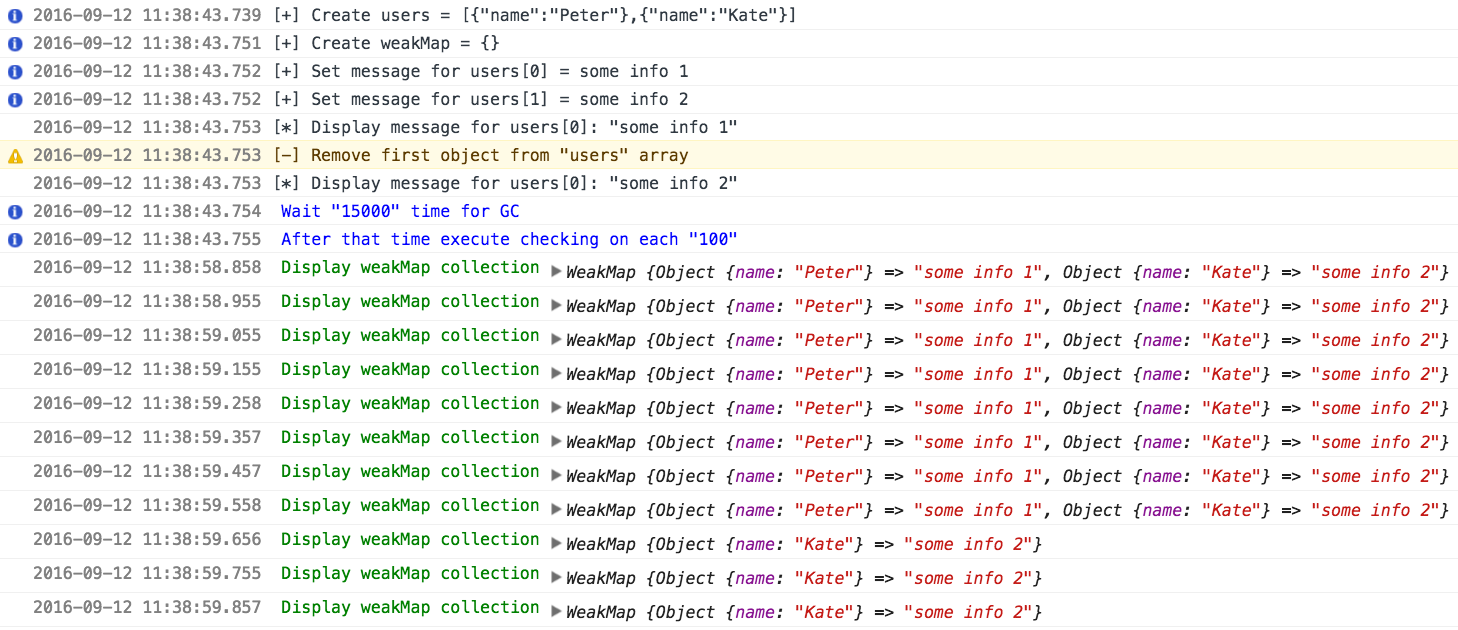 2016-09-12 11:38:43.739 [+] Create users = [{"name":"Peter"},{"name":"Kate"}]
2016-09-12 11:38:43.751 [+] Create weakMap = {}
2016-09-12 11:38:43.752 [+] Set message for users[0] = some info 1
2016-09-12 11:38:43.752 [+] Set message for users[1] = some info 2
2016-09-12 11:38:43.753 [*] Display message for users[0]: "some info 1"
2016-09-12 11:38:43.753 [-] Remove first object from "users" array
2016-09-12 11:38:43.753 [*] Display message for users[0]: "some info 2"
2016-09-12 11:38:43.754 Wait "15000" time for GC
2016-09-12 11:38:43.755 After that time execute checking on each "100"
2016-09-12 11:38:58.858 Display weakMap collection ▶WeakMap {Object {name: "Peter"} => "some info 1", Object {name: "Kate"} => "some info 2"}
2016-09-12 11:38:58.955 Display weakMap collection ▶WeakMap {Object {name: "Peter"} => "some info 1", Object {name: "Kate"} => "some info 2"}
2016-09-12 11:38:59.055 Display weakMap collection ▶WeakMap {Object {name: "Peter"} => "some info 1", Object {name: "Kate"} => "some info 2"}
2016-09-12 11:38:59.155 Display weakMap collection ▶WeakMap {Object {name: "Peter"} => "some info 1", Object {name: "Kate"} => "some info 2"}
2016-09-12 11:38:59.258 Display weakMap collection ▶WeakMap {Object {name: "Peter"} => "some info 1", Object {name: "Kate"} => "some info 2"}
2016-09-12 11:38:59.357 Display weakMap collection ▶WeakMap {Object {name: "Peter"} => "some info 1", Object {name: "Kate"} => "some info 2"}
2016-09-12 11:38:59.457 Display weakMap collection ▶WeakMap {Object {name: "Peter"} => "some info 1", Object {name: "Kate"} => "some info 2"}
2016-09-12 11:38:59.558 Display weakMap collection ▶WeakMap {Object {name: "Peter"} => "some info 1", Object {name: "Kate"} => "some info 2"}
2016-09-12 11:38:59.656 Display weakMap collection ▶WeakMap {Object {name: "Kate"} => "some info 2"}
2016-09-12 11:38:59.755 Display weakMap collection ▶WeakMap {Object {name: "Kate"} => "some info 2"}
2016-09-12 11:38:59.857 Display weakMap collection ▶WeakMap {Object {name: "Kate"} => "some info 2"}